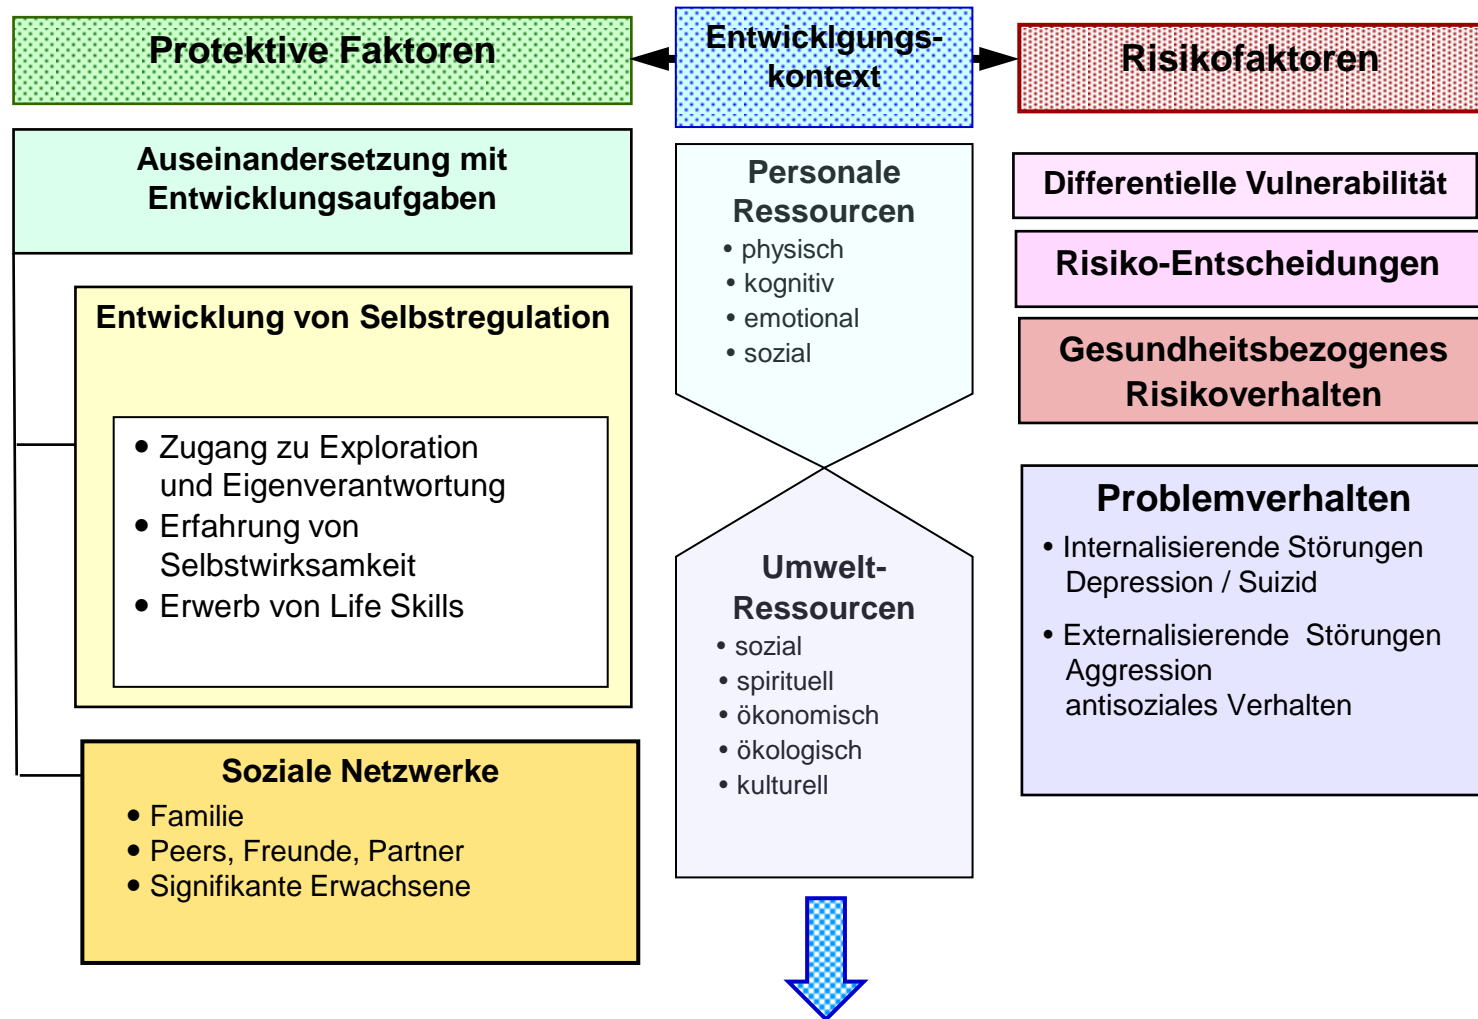 Protektive Faktoren
Entwicklgungs-
kontext
Risikofaktoren
Auseinandersetzung mit
Entwicklungsaufgaben
Entwicklung von Selbstregulation
• Zugang zu Exploration
und Eigenverantwortung
• Erfahrung von
Selbstwirksamkeit
• Erwerb von Life Skills
Soziale Netzwerke
• Familie
• Peers, Freunde, Partner
• Signifikante Erwachsene
Personale
Ressourcen
• physisch
• kognitiv
• emotional
• sozial
Umwelt-
Ressourcen
• sozial
• spirituell
• ökonomisch
• ökologisch
• kulturell
Differentielle Vulnerabilität
Risiko-Entscheidungen
Gesundheitsbezogenes
Risikoverhalten
Problemverhalten
• Internalisierende Störungen
Depression / Suizid
• Externalisierende Störungen
Aggression
antisoziales Verhalten